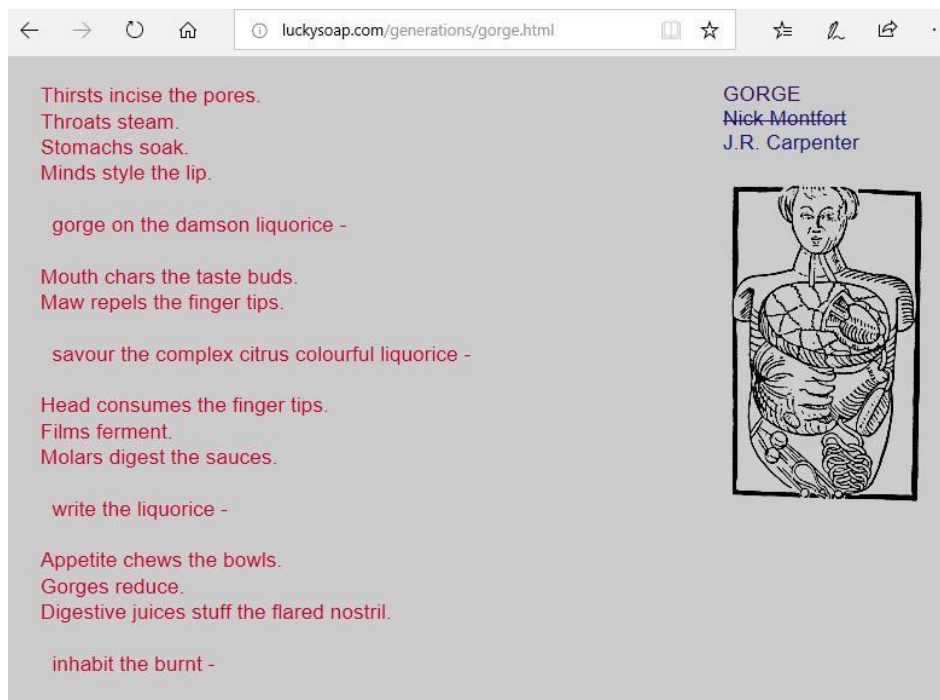 luckysoap.com/generations/gorge.html
Thirsts incise the pores.
Throats steam.
Stomachs soak.
Minds style the lip.
gorge on the damson liquorice -
Mouth chars the taste buds.
Maw repels the finger tips.
savour the complex citrus colourful liquorice -
Head consumes the finger tips.
Films ferment.
Molars digest the sauces.
write the liquorice -
Appetite chews the bowls.
Gorges reduce.
Digestive juices stuff the flared nostril.
inhabit the burnt -
GORGE
Nick Montfort
J.R. Carpenter